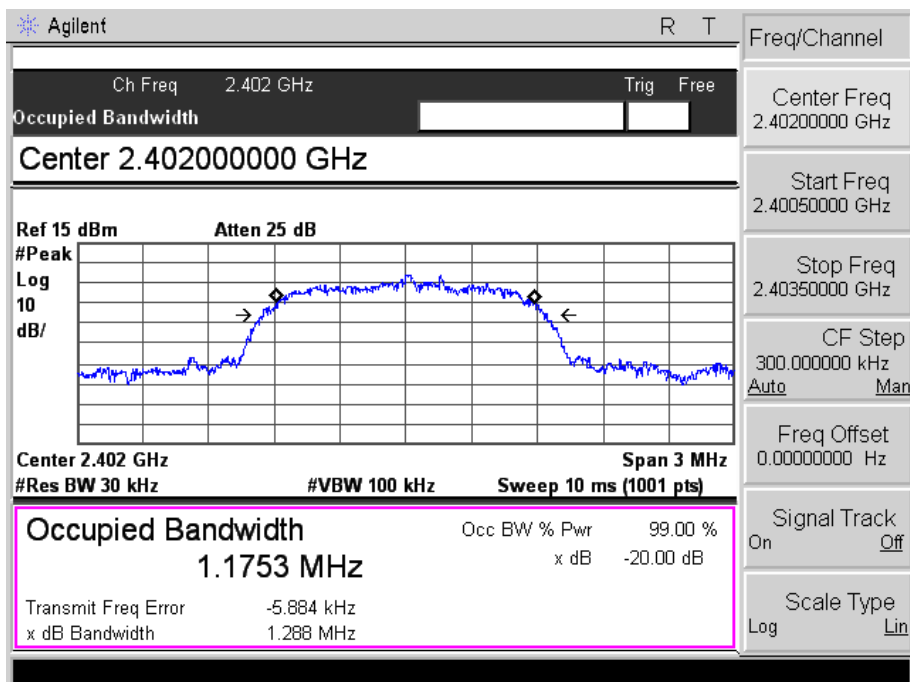 Agilent R T
Ch Freq 2.402 GHz Trig Free
Occupied Bandwidth
Center 2.402000000 GHz
Ref 15 dBm Atten 25 dB
#Peak
Log
10
dB/
Center 2.402 GHz Span 3 MHz
#Res BW 30 kHz #VBW 100 kHz Sweep 10 ms (1001 pts)
Occupied Bandwidth
1.1753 MHz
Occ BW % Pwr 99.00 %
x dB -20.00 dB
Transmit Freq Error -5.884 kHz
x dB Bandwidth 1.288 MHz
Freq/Channel
Center Freq
2.40200000 GHz
Start Freq
2.40050000 GHz
Stop Freq
2.40350000 GHz
CF Step
300.000000 kHz
Auto Man
Freq Offset
0.00000000 Hz
Signal Track
On Off
Scale Type
Log Lin